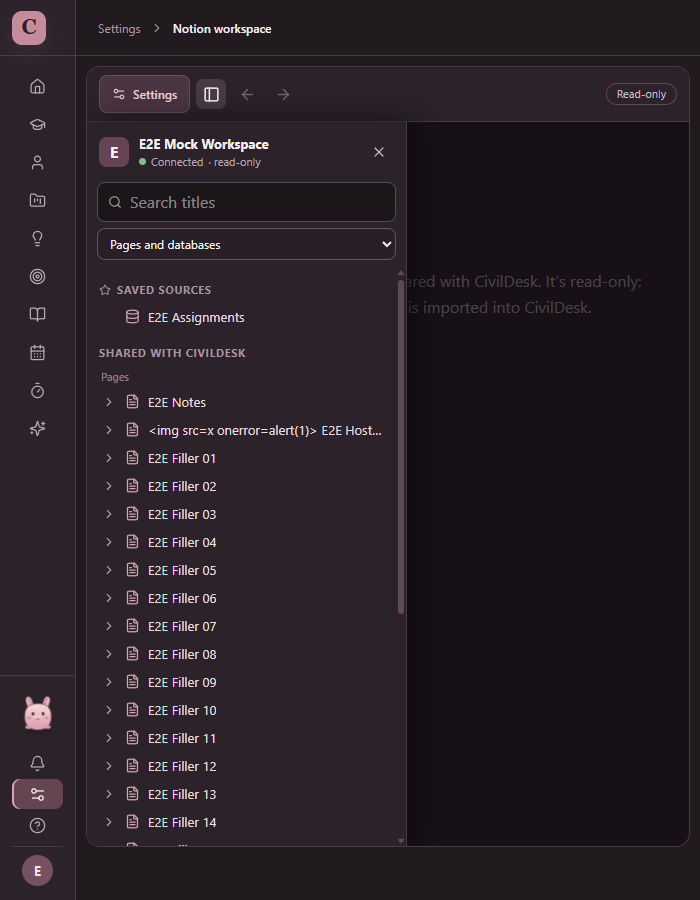 C
Settings > Notion workspace
Settings
Read-only
E
E2E Mock Workspace
Connected · read-only
Search titles
Pages and databases
SAVED SOURCES
E2E Assignments
ared with CivilDesk. It's read-only:
is imported into CivilDesk.
SHARED WITH CIVILDESK
Pages
E2E Notes
<img src=x onerror=alert(1)> E2E Host...
E2E Filler 01
E2E Filler 02
E2E Filler 03
E2E Filler 04
E2E Filler 05
E2E Filler 06
E2E Filler 07
E2E Filler 08
E2E Filler 09
E2E Filler 10
E2E Filler 11
E2E Filler 12
E2E Filler 13
E2E Filler 14
E